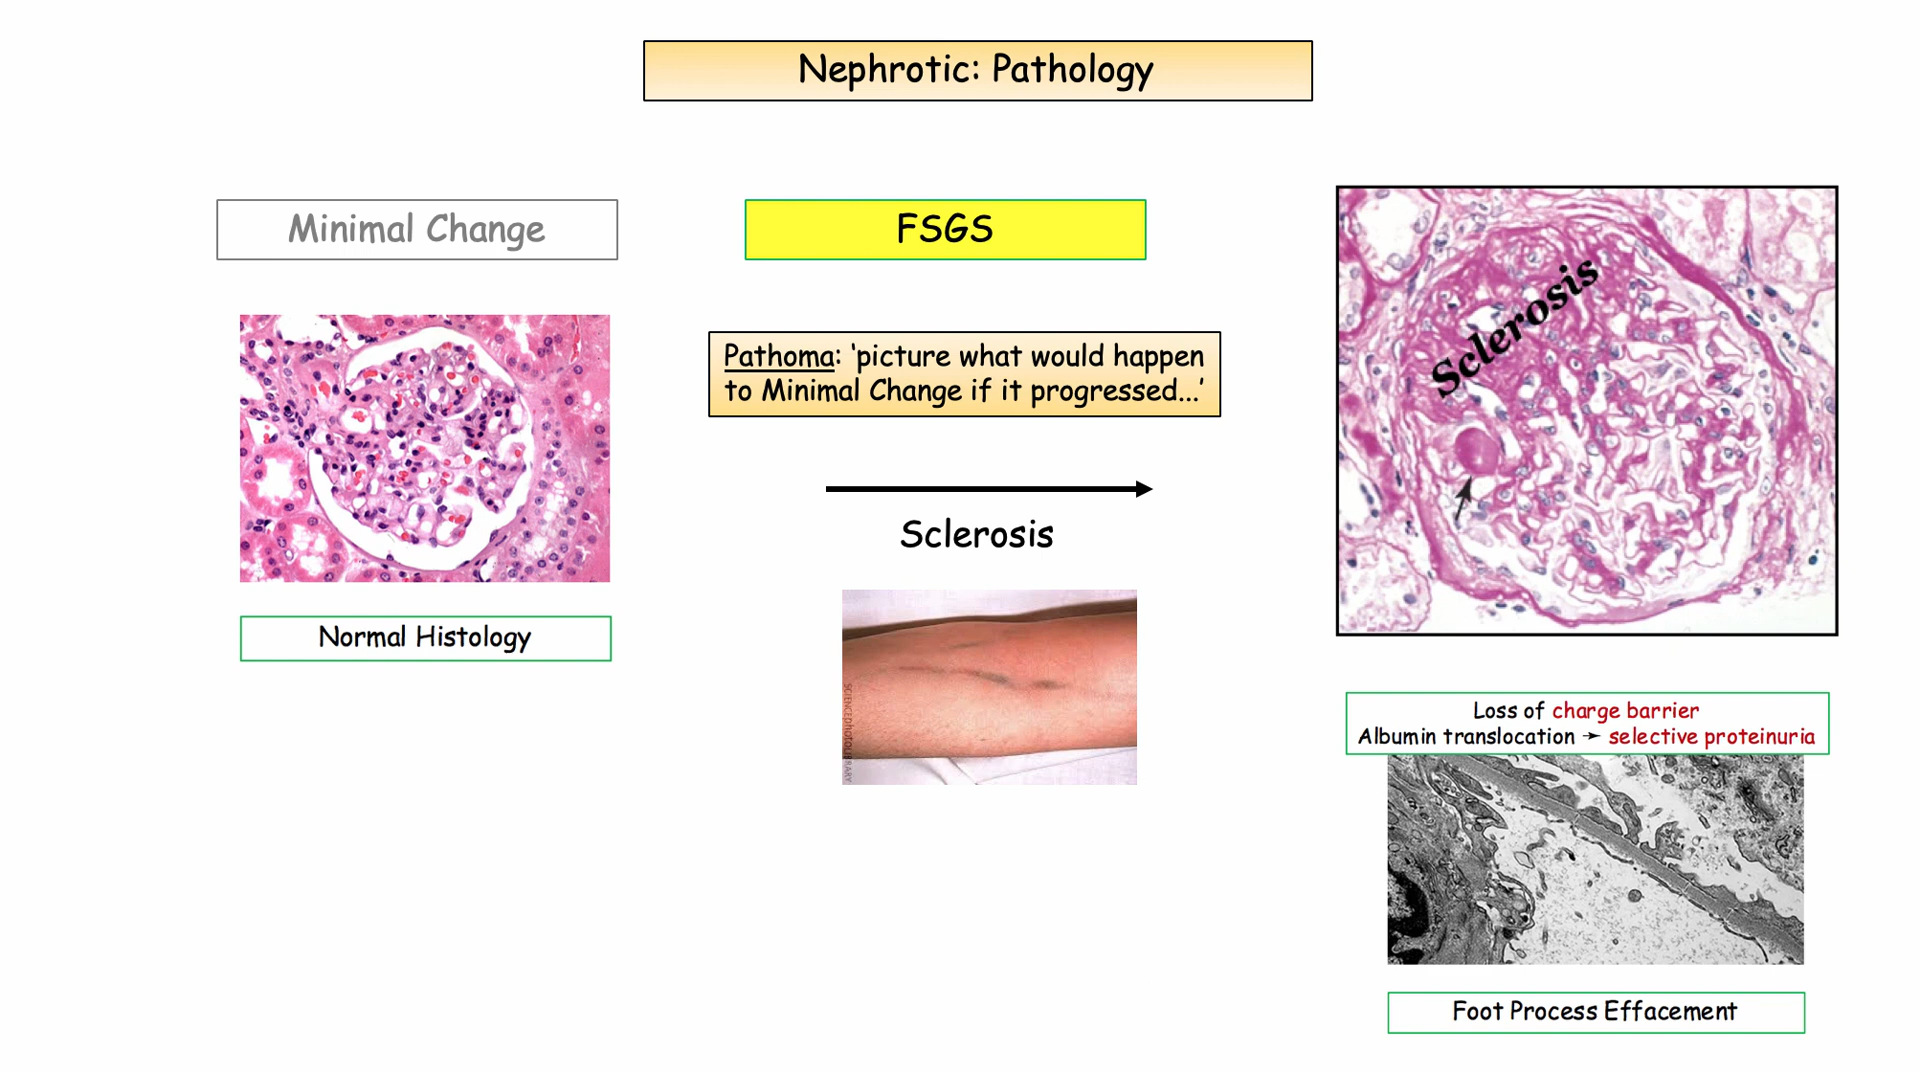 Nephrotic: Pathology
Minimal Change
FSGS
Pathoma: ‘picture what would happen
to Minimal Change if it progressed...’
Sclerosis
Sclerosis
Normal Histology
SCIENCEPHOTOLIBRARY
Loss of charge barrier
Albumin translocation → selective proteinuria
Foot Process Effacement